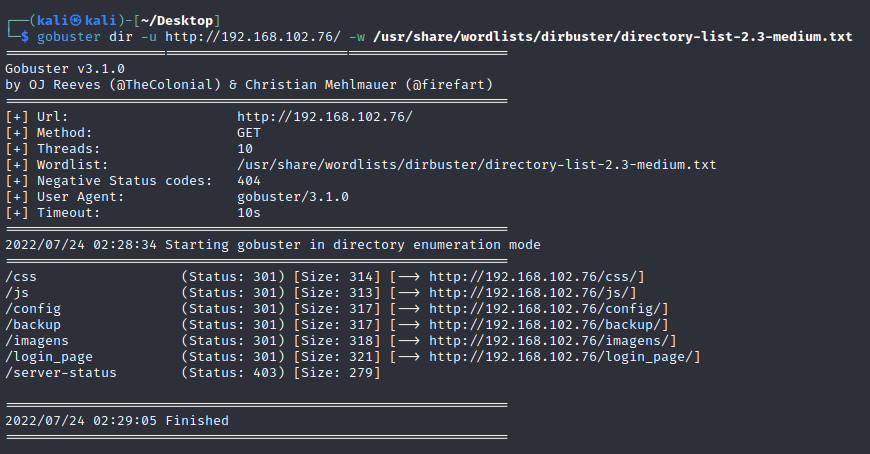 ┌──(kali㉿kali)-[~/Desktop]
└─$ gobuster dir -u http://192.168.102.76/ -w /usr/share/wordlists/dirbuster/directory-list-2.3-medium.txt
===============================================================
Gobuster v3.1.0
by OJ Reeves (@TheColonial) & Christian Mehlmauer (@firefart)
===============================================================
[+] Url:                     http://192.168.102.76/
[+] Method:                  GET
[+] Threads:                 10
[+] Wordlist:                /usr/share/wordlists/dirbuster/directory-list-2.3-medium.txt
[+] Negative Status codes:   404
[+] User Agent:              gobuster/3.1.0
[+] Timeout:                 10s
===============================================================
2022/07/24 02:28:34 Starting gobuster in directory enumeration mode
===============================================================
/css                  (Status: 301) [Size: 314] [--> http://192.168.102.76/css/]
/js                   (Status: 301) [Size: 313] [--> http://192.168.102.76/js/]
/config               (Status: 301) [Size: 317] [--> http://192.168.102.76/config/]
/backup               (Status: 301) [Size: 317] [--> http://192.168.102.76/backup/]
/imagens              (Status: 301) [Size: 318] [--> http://192.168.102.76/imagens/]
/login_page           (Status: 301) [Size: 321] [--> http://192.168.102.76/login_page/]
/server-status        (Status: 403) [Size: 279]
===============================================================
2022/07/24 02:29:05 Finished
===============================================================